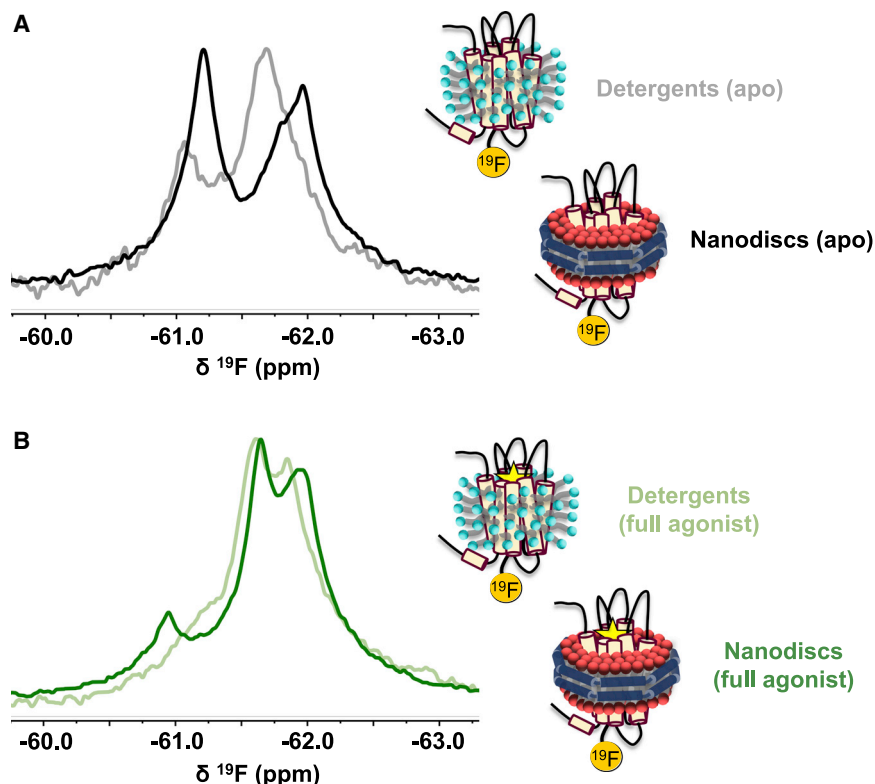 A
Detergents (apo)
¹⁹F
Nanodiscs (apo)
¹⁹F
-60.0 -61.0 -62.0 -63.0
δ ¹⁹F (ppm)
B
Detergents
(full agonist)
¹⁹F
Nanodiscs
(full agonist)
¹⁹F
-60.0 -61.0 -62.0 -63.0
δ ¹⁹F (ppm)